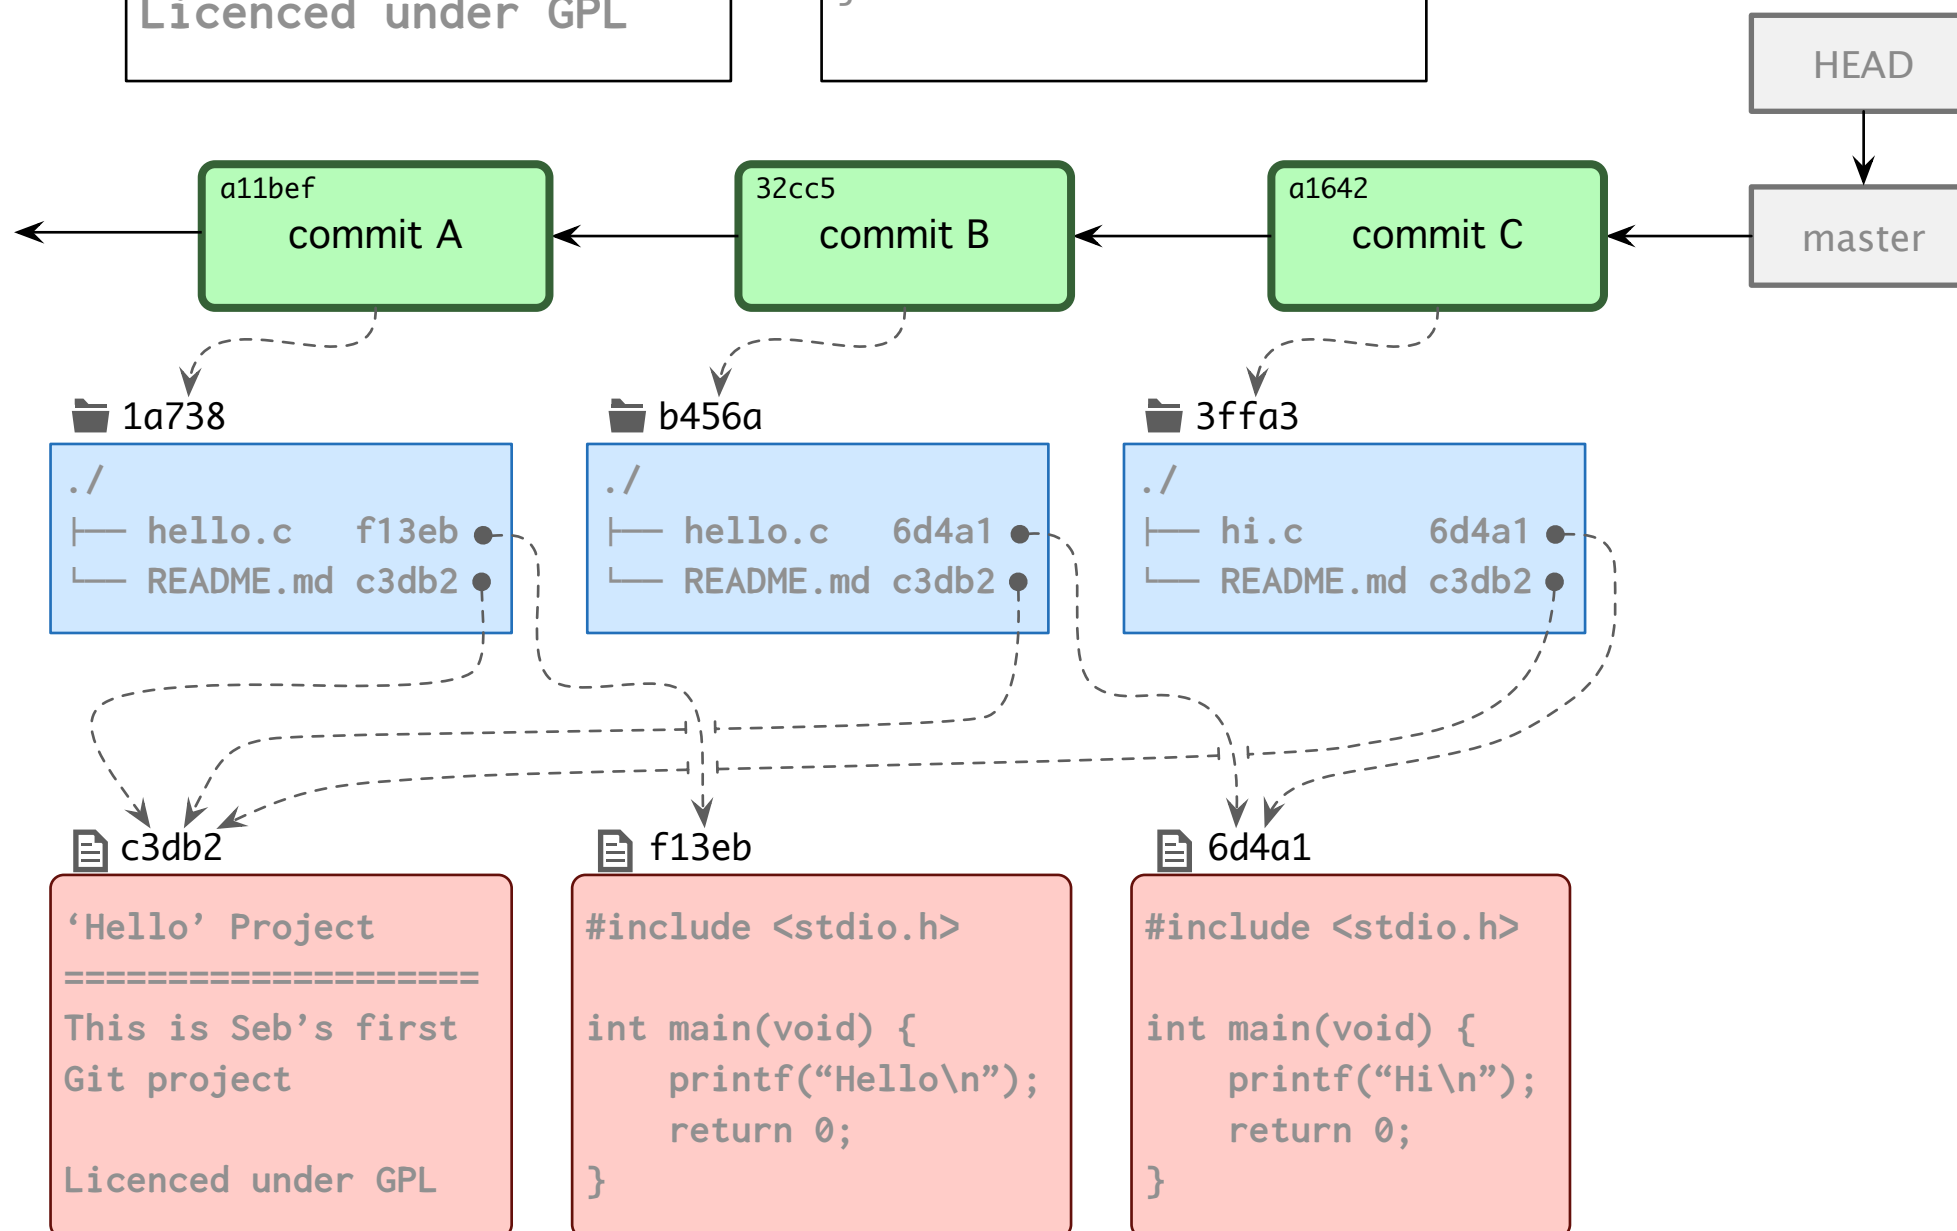 Licenced under GPL
}
HEAD
a11bef
commit A
32cc5
commit B
a1642
commit C
master
1a738
./
├── hello.c   f13eb
└── README.md c3db2
b456a
./
├── hello.c   6d4a1
└── README.md c3db2
3ffa3
./
├── hi.c      6d4a1
└── README.md c3db2
c3db2
‘Hello’ Project
====================
This is Seb’s first
Git project
Licenced under GPL
f13eb
#include <stdio.h>
int main(void) {
    printf(“Hello\n”);
    return 0;
}
6d4a1
#include <stdio.h>
int main(void) {
    printf(“Hi\n”);
    return 0;
}